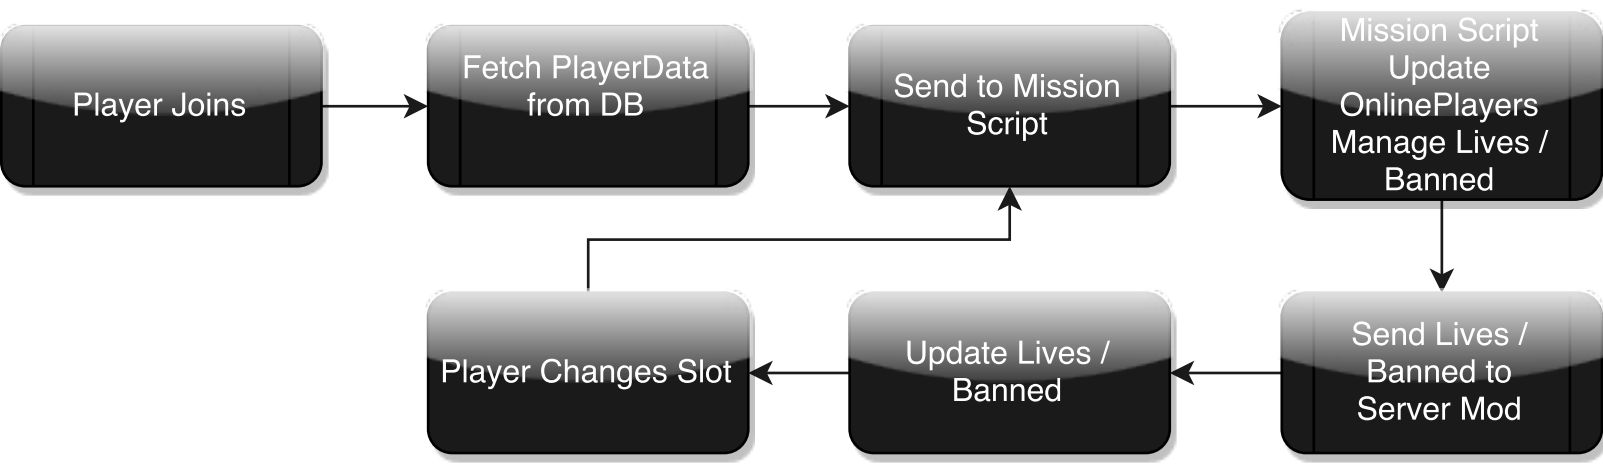 Player Joins
Fetch PlayerData
from DB
Send to Mission
Script
Mission Script
Update
OnlinePlayers
Manage Lives /
Banned
Player Changes Slot
Update Lives /
Banned
Send Lives /
Banned to
Server Mod